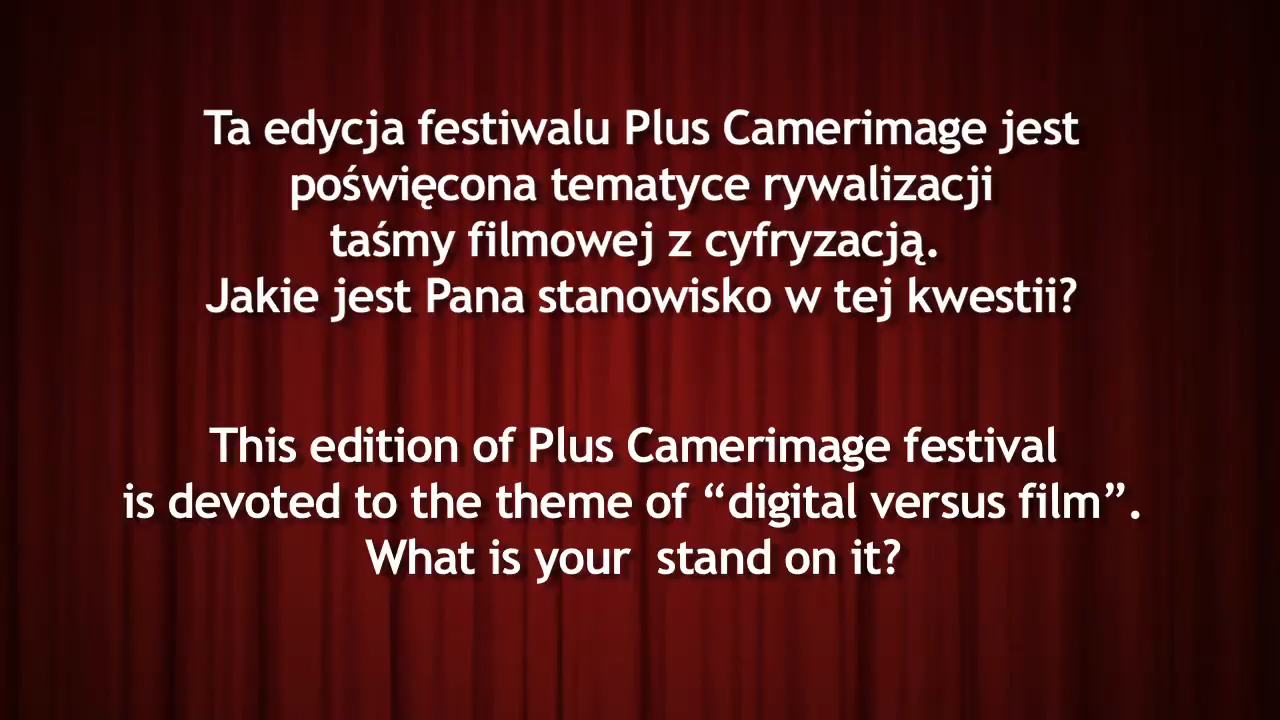 Ta edycja festiwalu Plus Camerimage jest
poświęcona tematyce rywalizacji
taśmy filmowej z cyfryzacją.
Jakie jest Pana stanowisko w tej kwestii?
This edition of Plus Camerimage festival
is devoted to the theme of “digital versus film”.
What is your  stand on it?